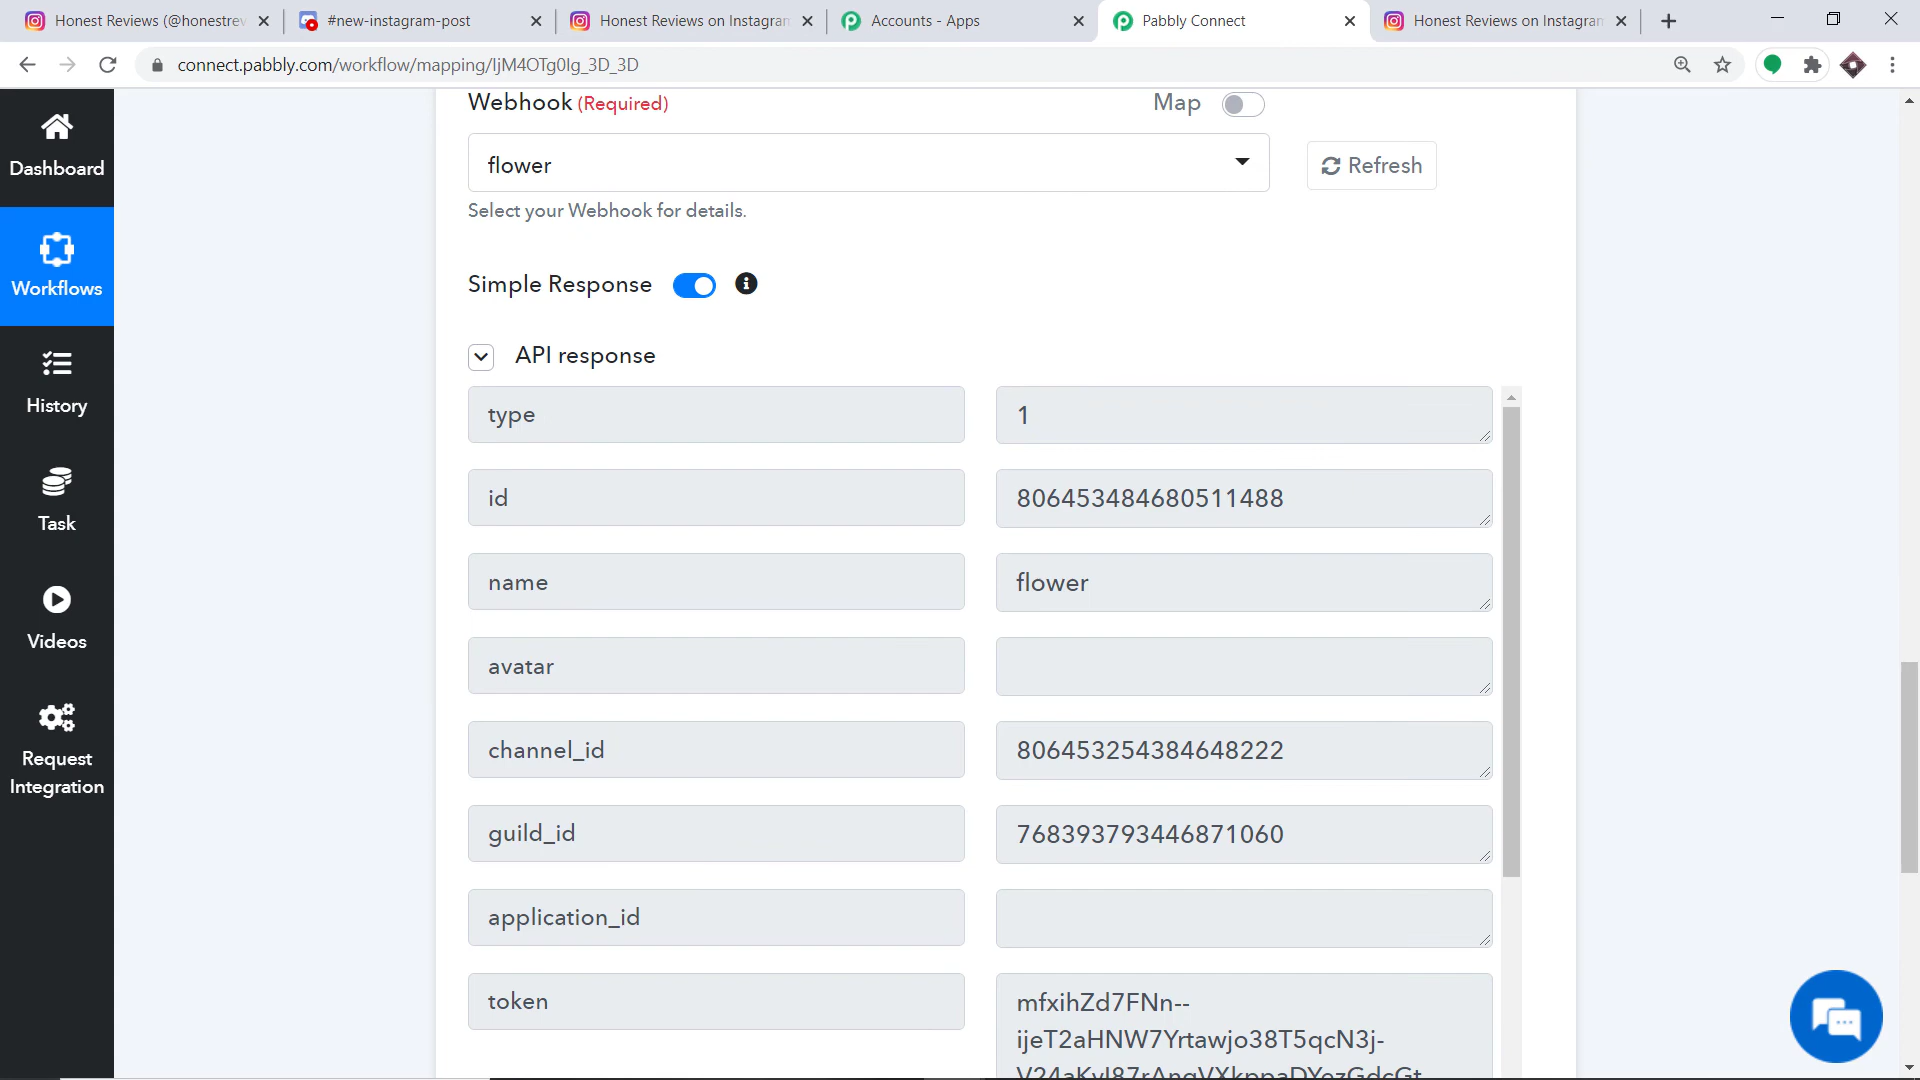 Honest Reviews (@honestrev
#new-instagram-post
Honest Reviews on Instagram
Accounts - Apps
Pabbly Connect
Honest Reviews on Instagram
connect.pabbly.com/workflow/mapping/IjM4OTg0Ig_3D_3D
Dashboard
Workflows
History
Task
Videos
Request
Integration
Webhook (Required)
Map
flower
Refresh
Select your Webhook for details.
Simple Response
API response
type
1
id
806453484680511488
name
flower
avatar
channel_id
806453254384648222
guild_id
768393793446871060
application_id
token
mfxihZd7FNn--
ijeT2aHNW7Yrtawjo38T5qcN3j-